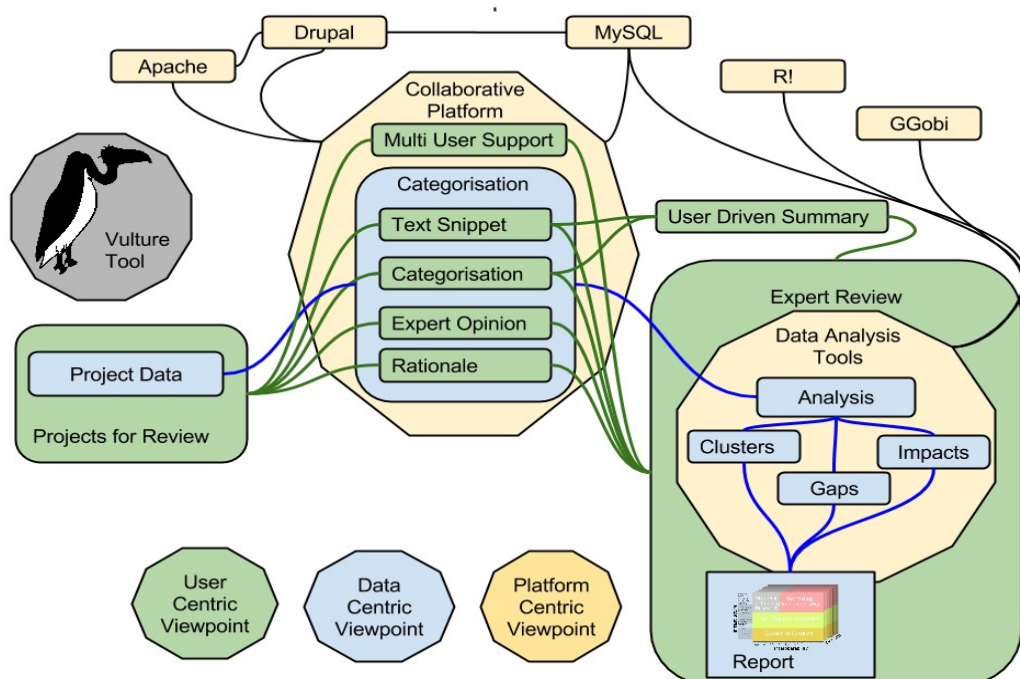 Drupal
MySQL
Apache
R!
GGobi
Collaborative
Platform
Multi User Support
Categorisation
Text Snippet
User Driven Summary
Categorisation
Expert Opinion
Rationale
Vulture
Tool
Project Data
Projects for Review
Expert Review
Data Analysis
Tools
Analysis
Clusters
Impacts
Gaps
Report
User
Centric
Viewpoint
Data
Centric
Viewpoint
Platform
Centric
Viewpoint